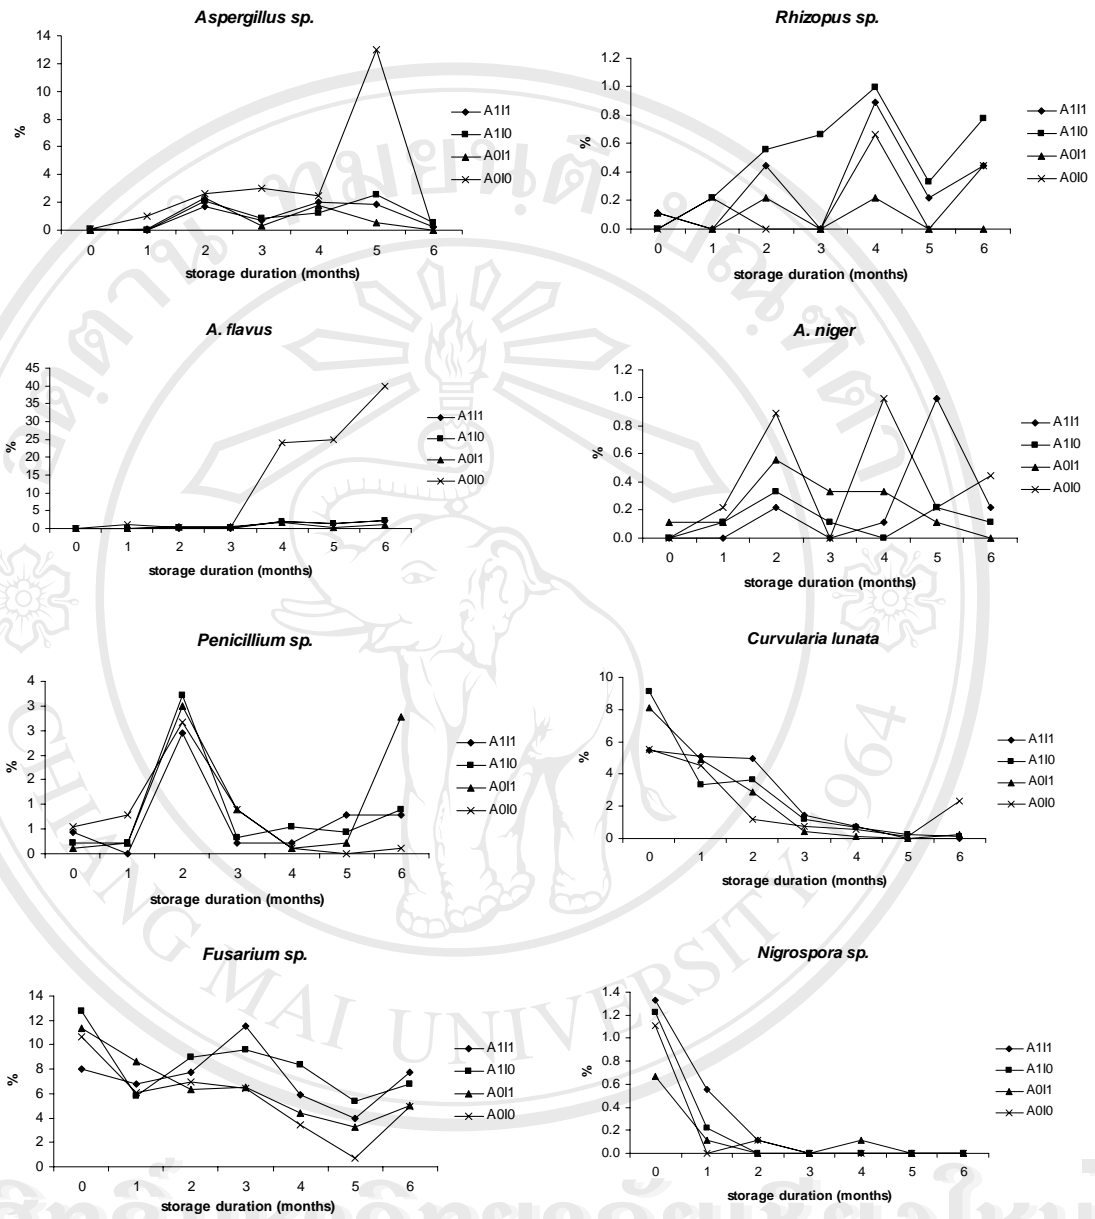 Aspergillus sp.
14
12
10
8
6
4
2
0
%
0 1 2 3 4 5 6
storage duration (months)
A1I1
A1I0
A0I1
A0I0
Rhizopus sp.
1.2
1.0
0.8
0.6
0.4
0.2
0.0
%
0 1 2 3 4 5 6
storage duration (months)
A1I1
A1I0
A0I1
A0I0
A. flavus
45
40
35
30
25
20
15
10
5
0
%
0 1 2 3 4 5 6
storage duration (months)
A1I1
A1I0
A0I1
A0I0
A. niger
1.2
1.0
0.8
0.6
0.4
0.2
0.0
%
0 1 2 3 4 5 6
storage duration (months)
A1I1
A1I0
A0I1
A0I0
Penicillium sp.
4
3
3
2
2
1
1
0
%
0 1 2 3 4 5 6
storage duration (months)
A1I1
A1I0
A0I1
A0I0
Curvularia lunata
10
8
6
4
2
0
%
0 1 2 3 4 5 6
storage duration (months)
A1I1
A1I0
A0I1
A0I0
Fusarium sp.
14
12
10
8
6
4
2
0
%
0 1 2 3 4 5 6
storage duration (months)
A1I1
A1I0
A0I1
A0I0
Nigrospora sp.
1.4
1.2
1.0
0.8
0.6
0.4
0.2
0.0
%
0 1 2 3 4 5 6
storage duration (months)
A1I1
A1I0
A0I1
A0I0
CHIANG MAI UNIVERSITY 1964